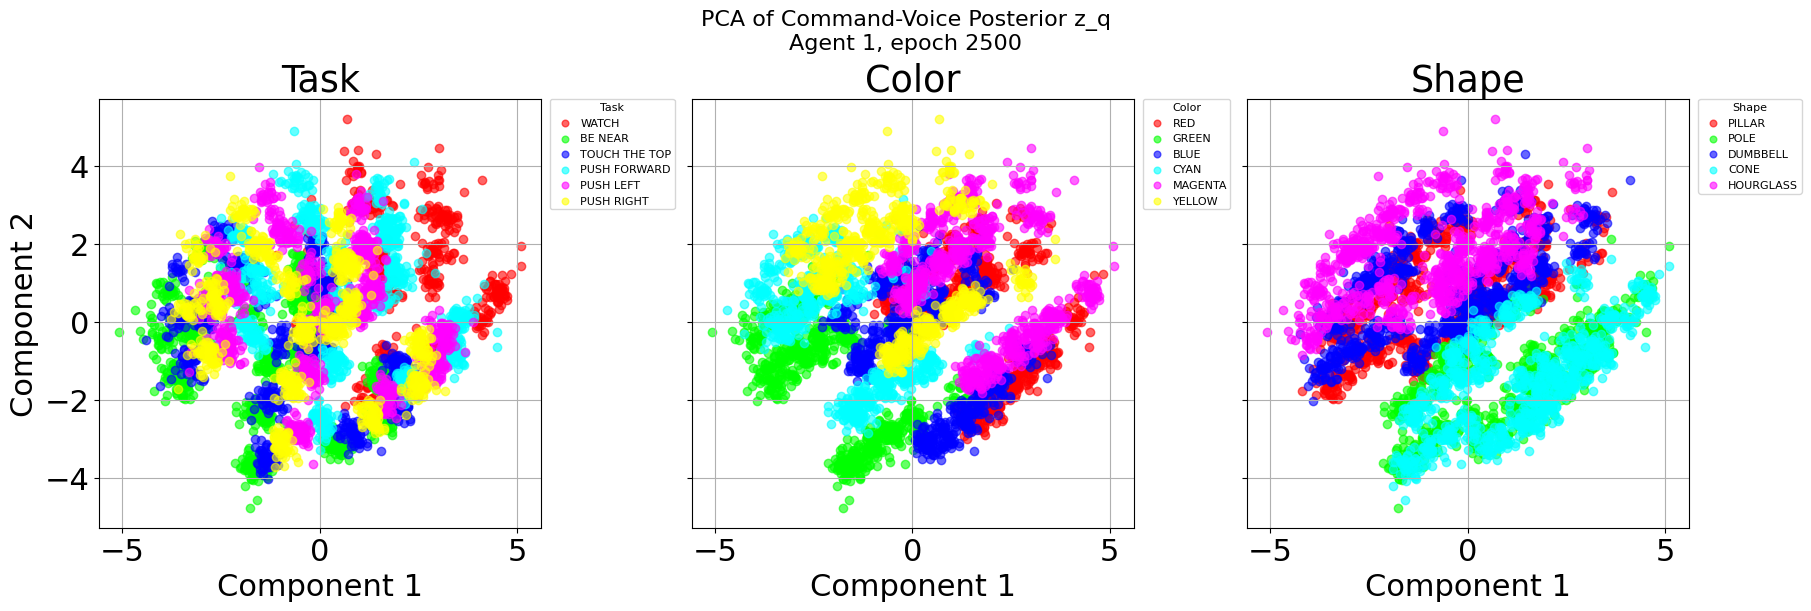 PCA of Command-Voice Posterior z_q
Agent 1, epoch 2500
Task
Component 2
4
2
0
−2
−4
−5
0
5
Component 1
Task
WATCH
BE NEAR
TOUCH THE TOP
PUSH FORWARD
PUSH LEFT
PUSH RIGHT
Color
−5
0
5
Component 1
Color
RED
GREEN
BLUE
CYAN
MAGENTA
YELLOW
Shape
−5
0
5
Component 1
Shape
PILLAR
POLE
DUMBBELL
CONE
HOURGLASS